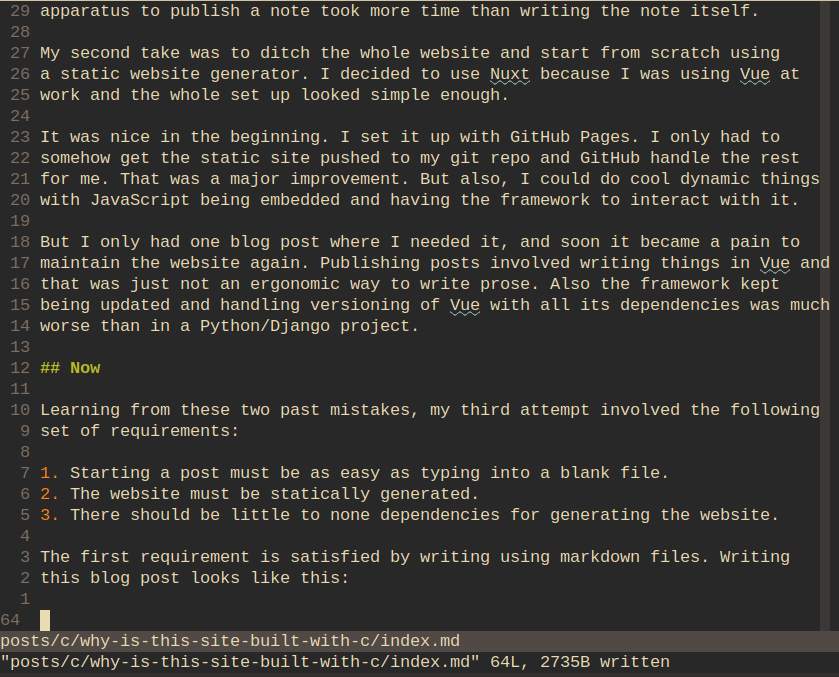 29 apparatus to publish a note took more time than writing the note itself.
28
27 My second take was to ditch the whole website and start from scratch using
26 a static website generator. I decided to use Nuxt because I was using Vue at
25 work and the whole set up looked simple enough.
24
23 It was nice in the beginning. I set it up with GitHub Pages. I only had to
22 somehow get the static site pushed to my git repo and GitHub handle the rest
21 for me. That was a major improvement. But also, I could do cool dynamic things
20 with JavaScript being embedded and having the framework to interact with it.
19
18 But I only had one blog post where I needed it, and soon it became a pain to
17 maintain the website again. Publishing posts involved writing things in Vue and
16 that was just not an ergonomic way to write prose. Also the framework kept
15 being updated and handling versioning of Vue with all its dependencies was much
14 worse than in a Python/Django project.
13
12 ## Now
11
10 Learning from these two past mistakes, my third attempt involved the following
9 set of requirements:
8
7 1. Starting a post must be as easy as typing into a blank file.
6 2. The website must be statically generated.
5 3. There should be little to none dependencies for generating the website.
4
3 The first requirement is satisfied by writing using markdown files. Writing
2 this blog post looks like this:
1
64
posts/c/why-is-this-site-built-with-c/index.md
"posts/c/why-is-this-site-built-with-c/index.md" 64L, 2735B written